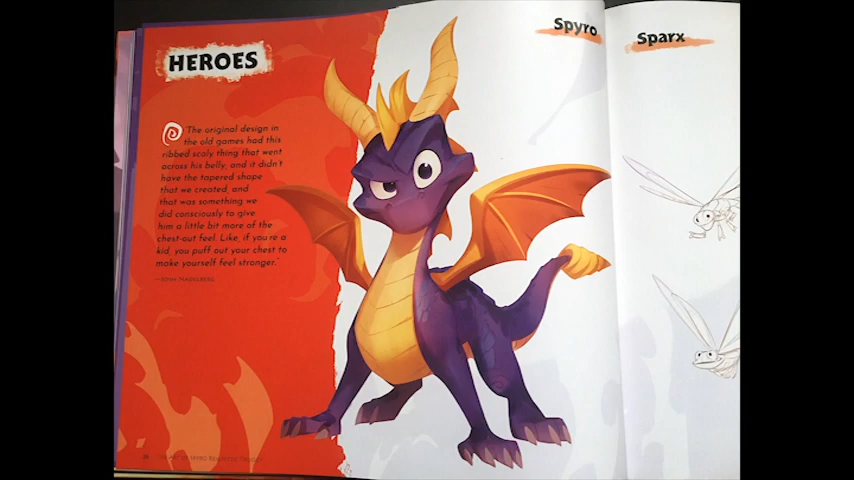 HEROES
Spyro
Sparx
'The original design in
the old games had this
ribbed scaly thing that went
across his belly, and it didn't
have the tapered shape
that we created, and
that was something we
did consciously to give
him a little bit more of the
chest-out feel. Like, if you're a
kid, you puff out your chest to
make yourself feel stronger.'